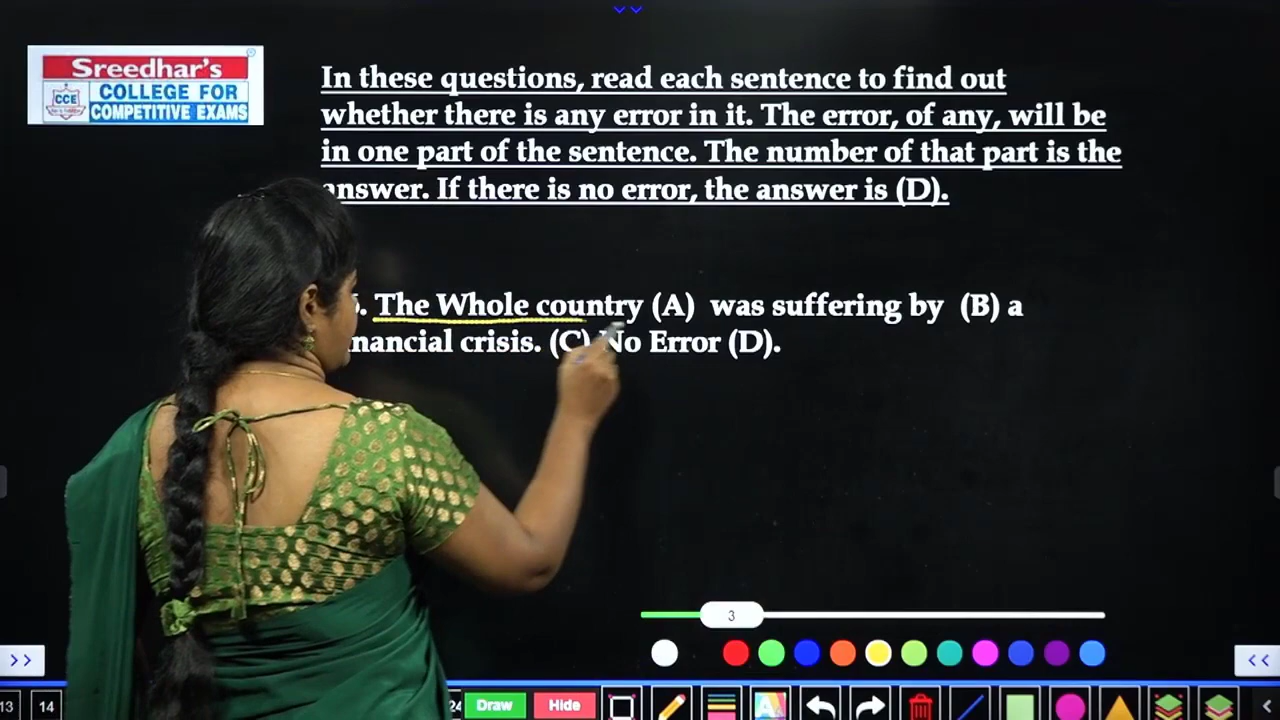 Sreedhar's
CCE
COLLEGE FOR
COMPETITIVE EXAMS
In these questions, read each sentence to find out
whether there is any error in it. The error, of any, will be
in one part of the sentence. The number of that part is the
answer. If there is no error, the answer is (D).
The Whole country (A) was suffering by (B) a
crisis. (C) No Error (D).
3
>>
<<
13 14 24 Draw Hide